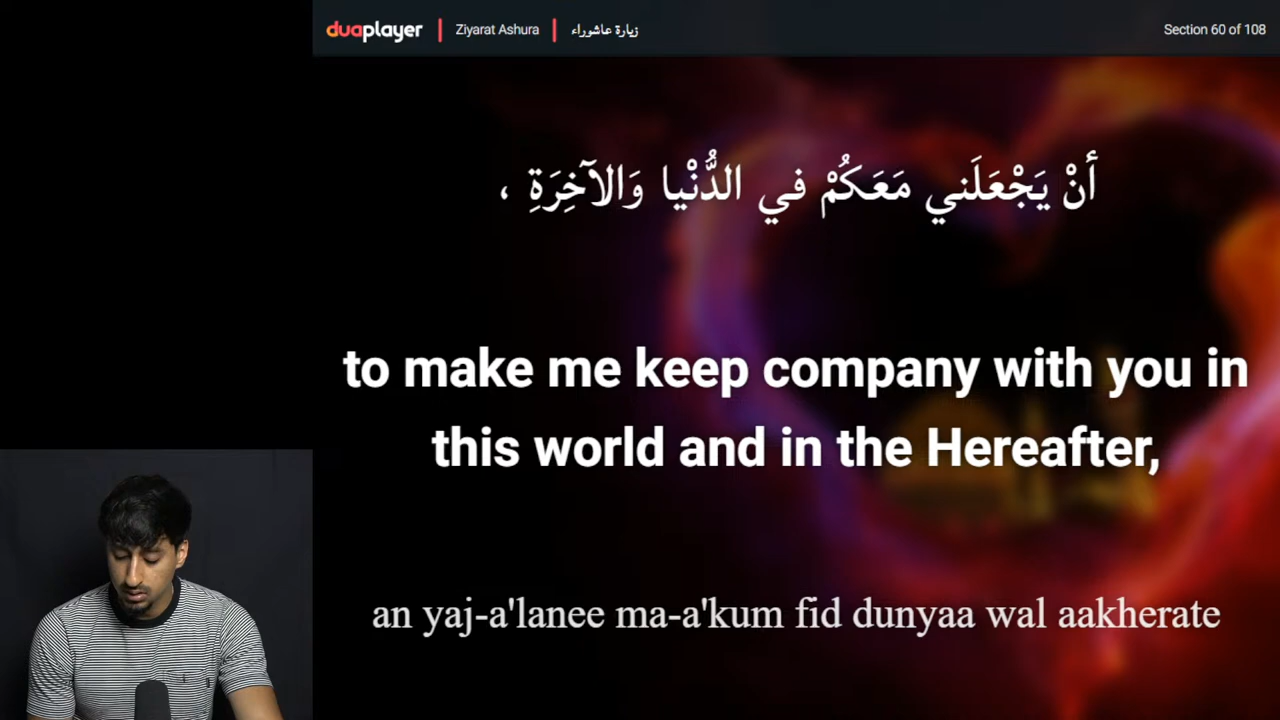 duaplayer | Ziyarat Ashura | زيارة عاشوراء
Section 60 of 108
أنْ يَجْعَلَني مَعَكُمْ في الدُّنْيا وَالآخِرَةِ ،
to make me keep company with you in
this world and in the Hereafter,
an yaj-a'lanee ma-a'kum fid dunyaa wal aakherate